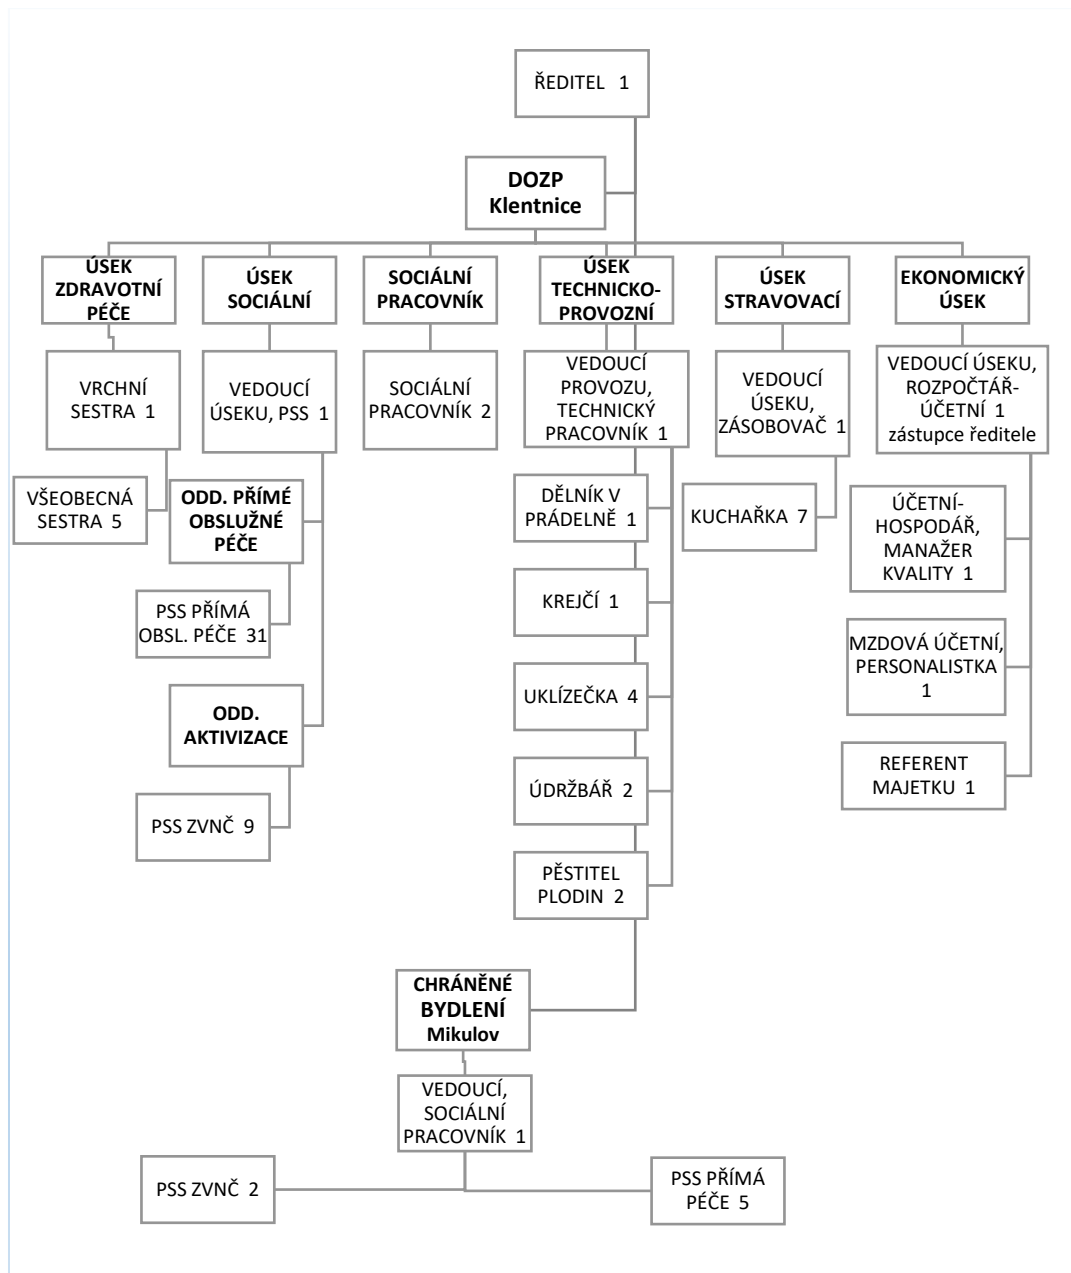 ŘEDITEL 1
DOZP
Klentnice
ÚSEK
ZDRAVOTNÍ
PÉČE
VRCHNÍ
SESTRA 1
VŠEOBECNÁ
SESTRA 5
ÚSEK
SOCIÁLNÍ
VEDOUCÍ
ÚSEKU, PSS 1
ODD. PŘÍMÉ
OBSLUŽNÉ
PÉČE
PSS PŘÍMÁ
OBSL. PÉČE 31
ODD.
AKTIVIZACE
PSS ZVNČ 9
SOCIÁLNÍ
PRACOVNÍK
SOCIÁLNÍ
PRACOVNÍK 2
ÚSEK
TECHNICKO-
PROVOZNÍ
VEDOUCÍ
PROVOZU,
TECHNICKÝ
PRACOVNÍK 1
DĚLNÍK V
PRÁDELNĚ 1
KREJČÍ 1
UKLÍZEČKA 4
ÚDRŽBÁŘ 2
PĚSTITEL
PLODIN 2
ÚSEK
STRAVOVACÍ
VEDOUCÍ
ÚSEKU,
ZÁSOBOVAČ 1
KUCHAŘKA 7
EKONOMICKÝ
ÚSEK
VEDOUCÍ ÚSEKU,
ROZPOČTÁŘ-
ÚČETNÍ 1
zástupce ředitele
ÚČETNÍ-
HOSPODÁŘ,
MANAŽER
KVALITY 1
MZDOVÁ ÚČETNÍ,
PERSONALISTKA
1
REFERENT
MAJETKU 1
CHRÁNĚNÉ
BYDLENÍ
Mikulov
VEDOUCÍ,
SOCIÁLNÍ
PRACOVNÍK 1
PSS ZVNČ 2
PSS PŘÍMÁ
PÉČE 5